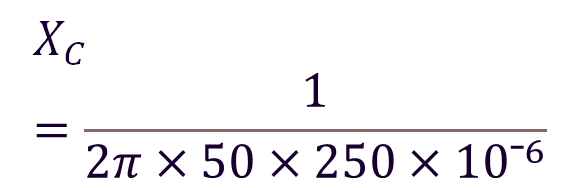 X_C
= 1 / (2π × 50 × 250 × 10⁻⁶)